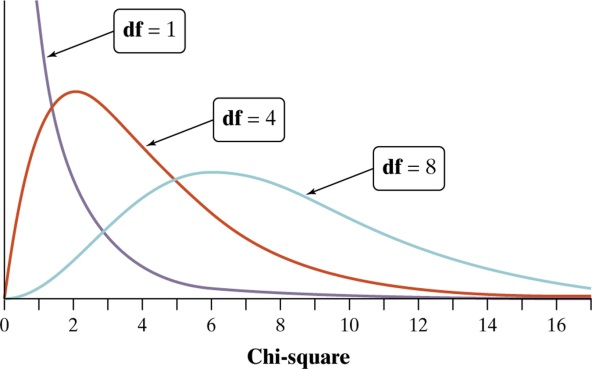 df = 1
df = 4
df = 8
0 2 4 6 8 10 12 14 16
Chi-square